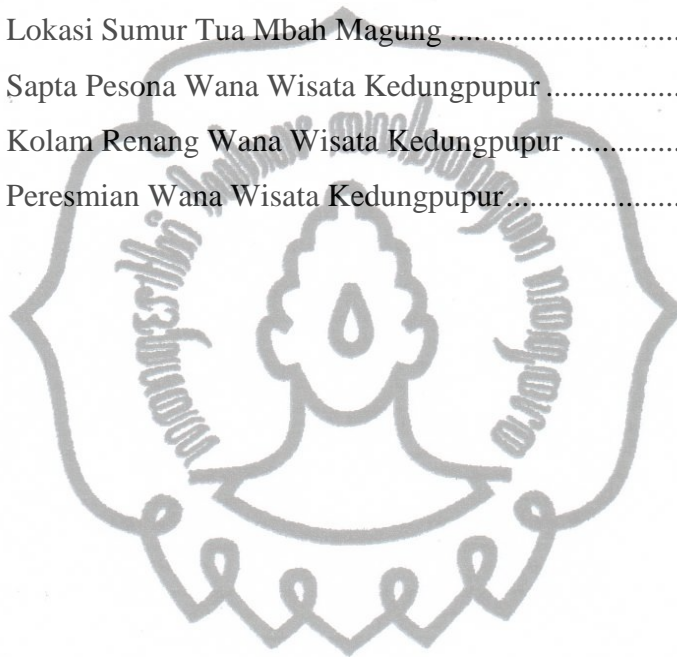 Lokasi Sumur Tua Mbah Magung ..........................
Sapta Pesona Wana Wisata Kedungpupur ...............
Kolam Renang Wana Wisata Kedungpupur ............
Peresmian Wana Wisata Kedungpupur....................